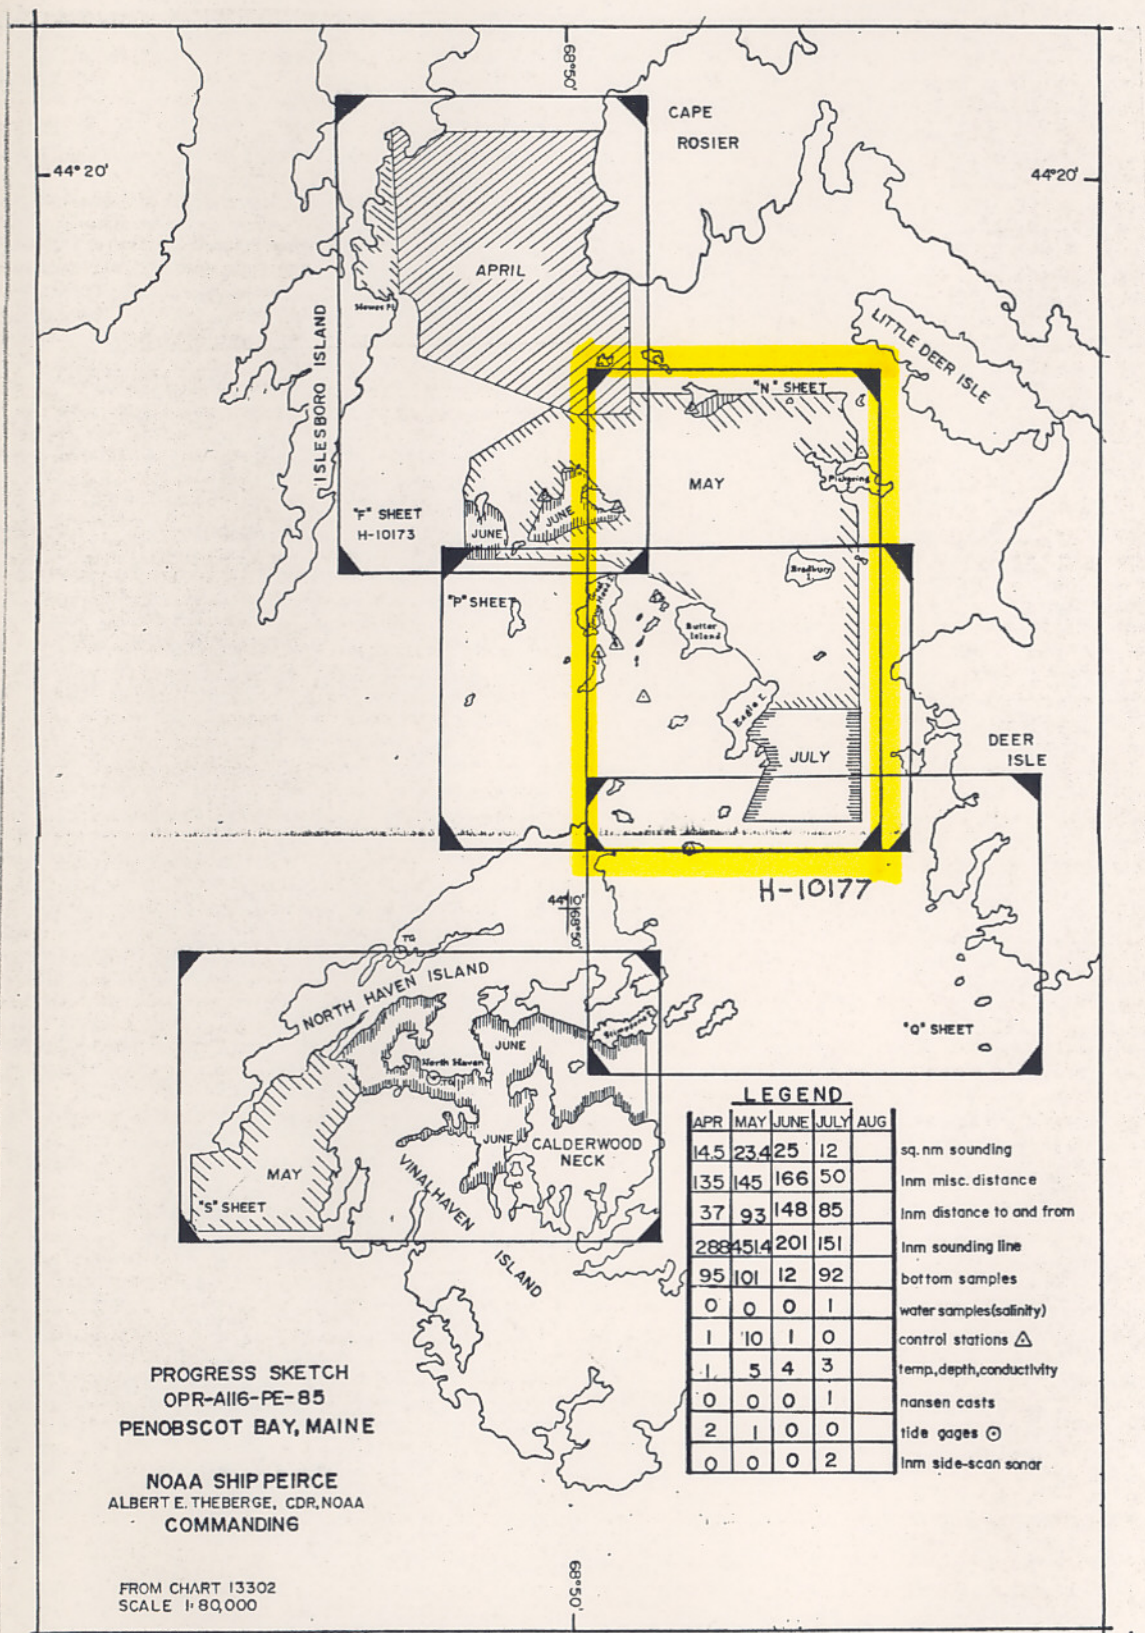 68°50'
CAPE
ROSIER
44°20'
44°20'
APRIL
LITTLE DEER ISLE
ISLESBORO ISLAND
"N" SHEET
MAY
Pickering
"F" SHEET
H-10173
JUNE
JUNE
Bradbury
I.
"P" SHEET
Butter
Island
Eagle I.
JULY
DEER
ISLE
H-10177
44°10'
68°50'
TG
NORTH HAVEN ISLAND
"Q" SHEET
JUNE
North Haven
TG
JUNE
CALDERWOOD
NECK
MAY
"S" SHEET
VINALHAVEN
ISLAND
LEGEND
APR MAY JUNE JULY AUG
14.5 23.4 25 12 sq. nm sounding
135 145 166 50 lnm misc. distance
37 93 148 85 lnm distance to and from
288 451.4 201 151 lnm sounding line
95 101 12 92 bottom samples
0 0 0 1 water samples(salinity)
1 10 1 0 control stations
1 5 4 3 temp,depth,conductivity
0 0 0 1 nansen casts
2 1 0 0 tide gages
0 0 0 2 lnm side-scan sonar
PROGRESS SKETCH
OPR-A116-PE-85
PENOBSCOT BAY, MAINE
NOAA SHIP PEIRCE
ALBERT E. THEBERGE, CDR, NOAA
COMMANDING
FROM CHART 13302
SCALE 1:80,000
68°50'